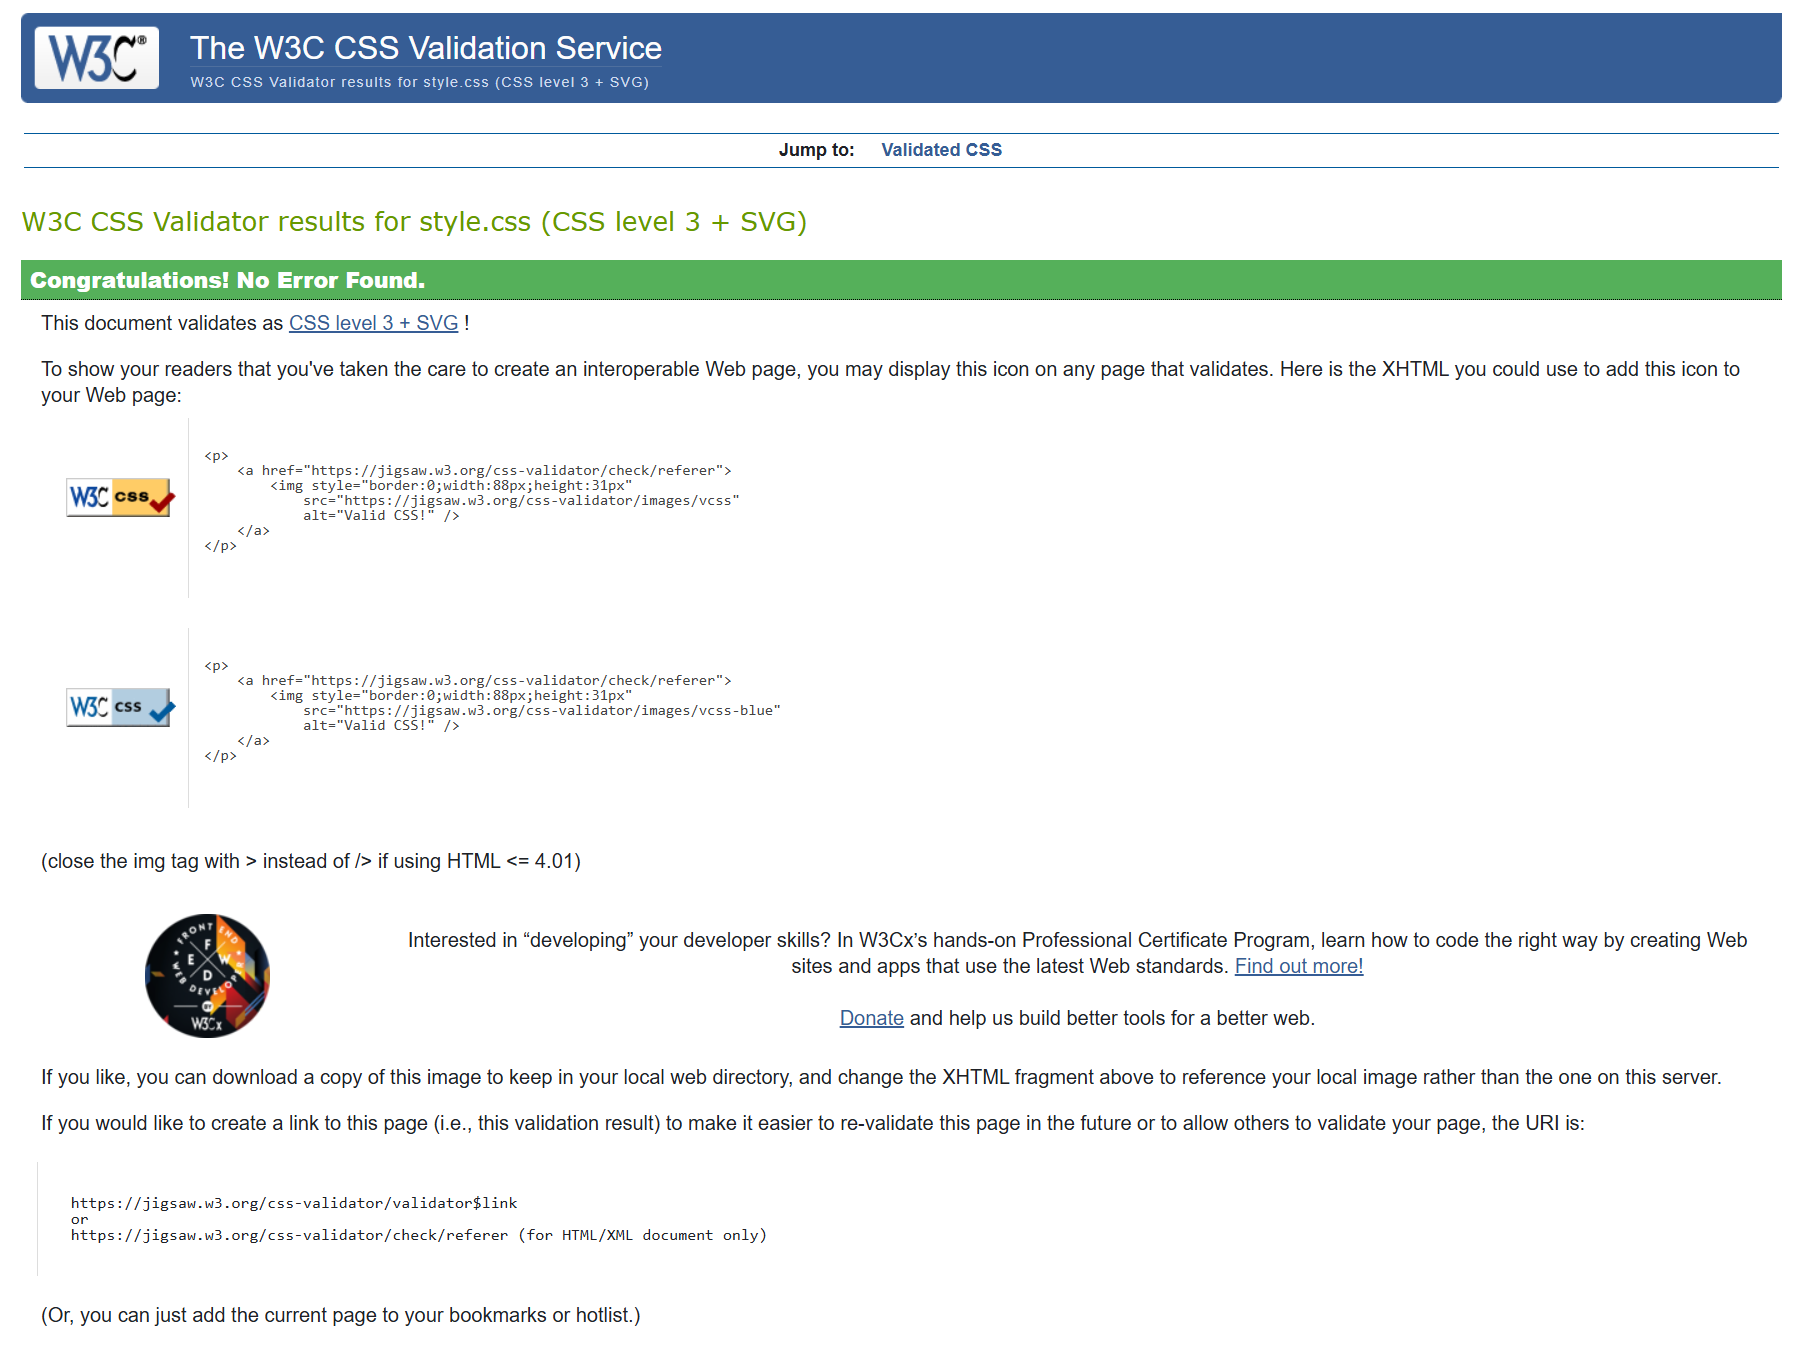 W3C®
The W3C CSS Validation Service
W3C CSS Validator results for style.css (CSS level 3 + SVG)
Jump to: Validated CSS
W3C CSS Validator results for style.css (CSS level 3 + SVG)
Congratulations! No Error Found.
This document validates as CSS level 3 + SVG !
To show your readers that you've taken the care to create an interoperable Web page, you may display this icon on any page that validates. Here is the XHTML you could use to add this icon to
your Web page:
W3C css
<p>
    <a href="https://jigsaw.w3.org/css-validator/check/referer">
        <img style="border:0;width:88px;height:31px"
            src="https://jigsaw.w3.org/css-validator/images/vcss"
            alt="Valid CSS!" />
    </a>
</p>
W3C css
<p>
    <a href="https://jigsaw.w3.org/css-validator/check/referer">
        <img style="border:0;width:88px;height:31px"
            src="https://jigsaw.w3.org/css-validator/images/vcss-blue"
            alt="Valid CSS!" />
    </a>
</p>
(close the img tag with > instead of /> if using HTML <= 4.01)
FRONT END
WEB DEVELOPER
F
E W
D
BY
W3Cx
Interested in “developing” your developer skills? In W3Cx’s hands-on Professional Certificate Program, learn how to code the right way by creating Web
sites and apps that use the latest Web standards. Find out more!
Donate and help us build better tools for a better web.
If you like, you can download a copy of this image to keep in your local web directory, and change the XHTML fragment above to reference your local image rather than the one on this server.
If you would like to create a link to this page (i.e., this validation result) to make it easier to re-validate this page in the future or to allow others to validate your page, the URI is:
https://jigsaw.w3.org/css-validator/validator$link
or
https://jigsaw.w3.org/css-validator/check/referer (for HTML/XML document only)
(Or, you can just add the current page to your bookmarks or hotlist.)